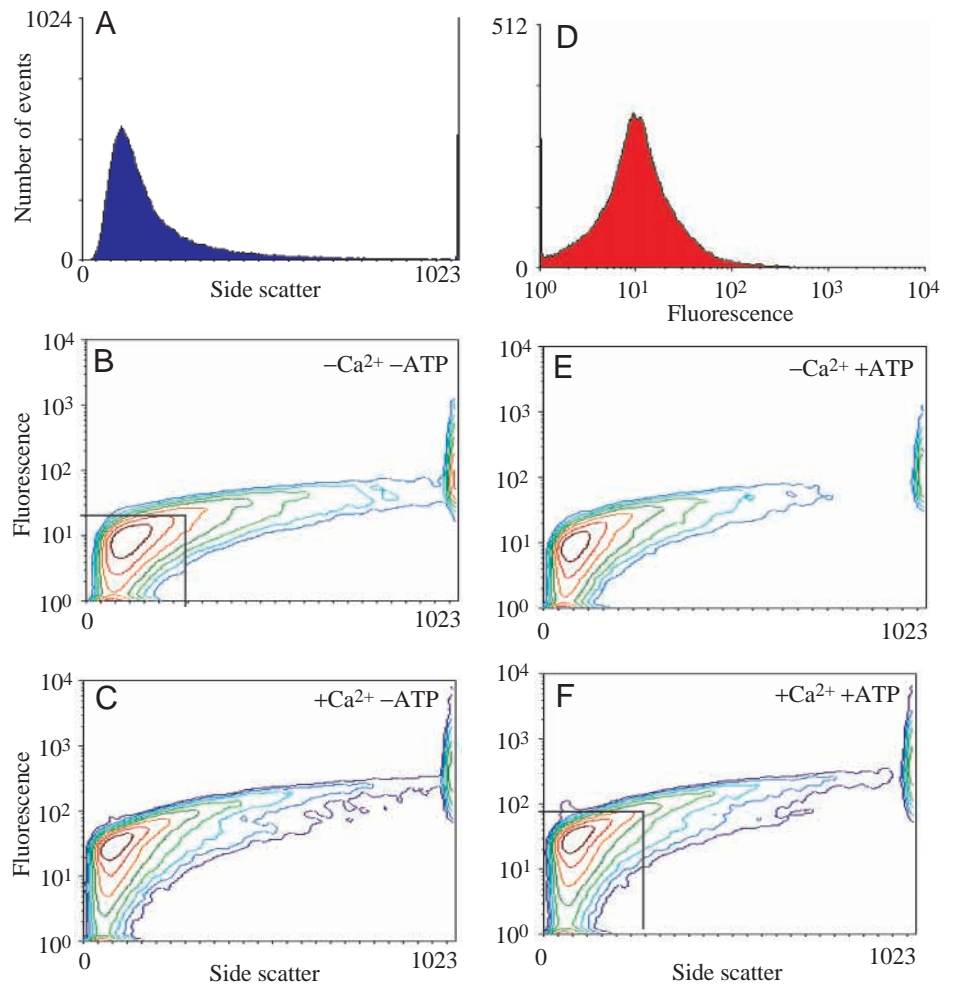 A
1024
Number of events
0
0
1023
Side scatter
D
512
0
10⁰
10¹
10²
10³
10⁴
Fluorescence
B
−Ca²⁺ −ATP
10⁴
10³
10²
10¹
10⁰
Fluorescence
0
1023
E
−Ca²⁺ +ATP
10⁴
10³
10²
10¹
10⁰
0
1023
C
+Ca²⁺ −ATP
10⁴
10³
10²
10¹
10⁰
Fluorescence
0
1023
Side scatter
F
+Ca²⁺ +ATP
10⁴
10³
10²
10¹
10⁰
0
1023
Side scatter